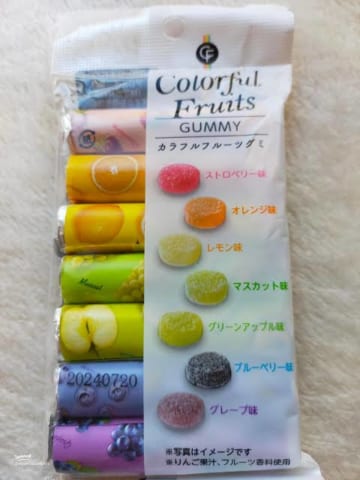 CF
Colorful
Fruits
GUMMY
カラフルフルーツグミ
ストロベリー味
オレンジ味
レモン味
マスカット味
グリーンアップル味
ブルーベリー味
グレープ味
Muscat
20240720
※写真はイメージです
※りんご果汁、フルーツ香料使用